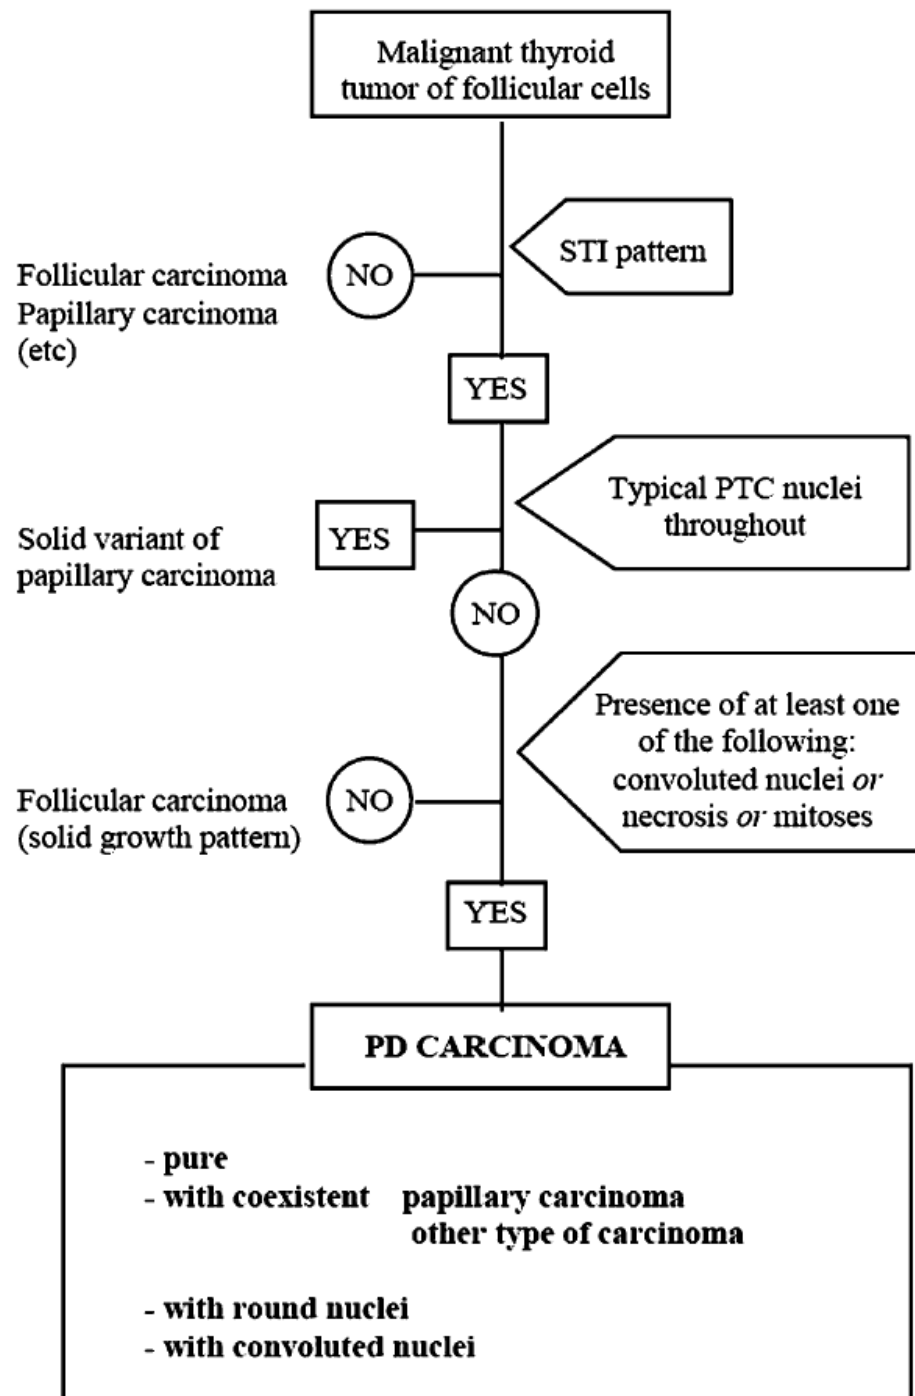 Malignant thyroid
tumor of follicular cells
STI pattern
NO
Follicular carcinoma
Papillary carcinoma
(etc)
YES
Typical PTC nuclei
throughout
YES
Solid variant of
papillary carcinoma
NO
Presence of at least one
of the following:
convoluted nuclei or
necrosis or mitoses
NO
Follicular carcinoma
(solid growth pattern)
YES
PD CARCINOMA
- pure
- with coexistent papillary carcinoma
other type of carcinoma
- with round nuclei
- with convoluted nuclei